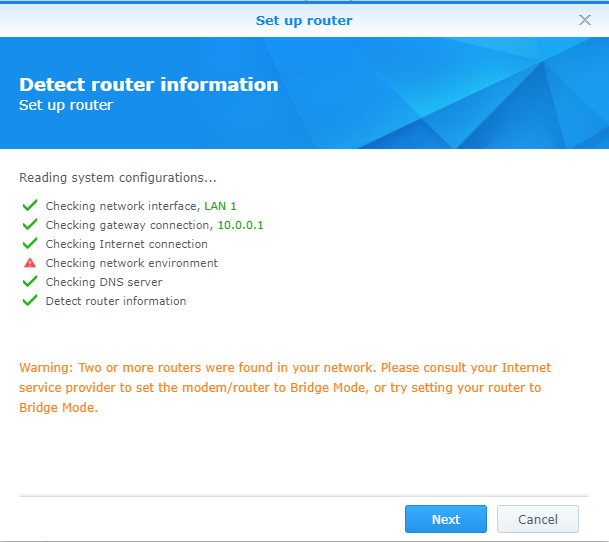 Set up router
Detect router information
Set up router
Reading system configurations...
Checking network interface, LAN 1
Checking gateway connection, 10.0.0.1
Checking Internet connection
Checking network environment
Checking DNS server
Detect router information
Warning: Two or more routers were found in your network. Please consult your Internet
service provider to set the modem/router to Bridge Mode, or try setting your router to
Bridge Mode.
Next
Cancel